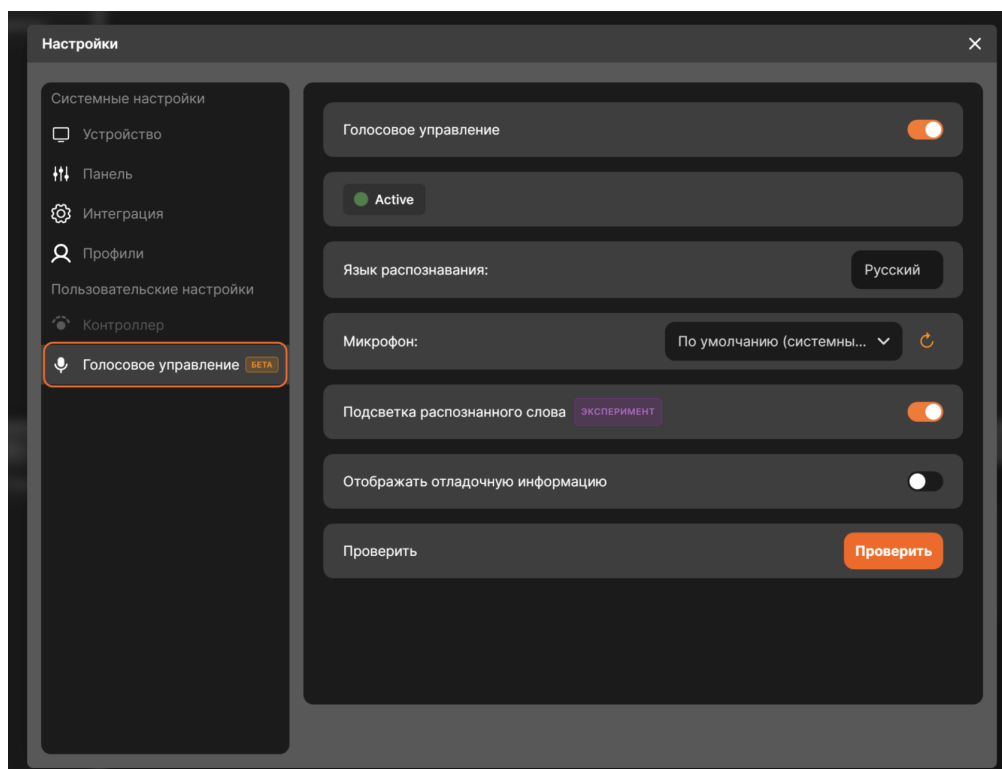 Настройки
Системные настройки
Устройство
Панель
Интеграция
Профили
Пользовательские настройки
Контроллер
Голосовое управление БЕТА
Голосовое управление
Active
Язык распознавания: Русский
Микрофон: По умолчанию (системны...
Подсветка распознанного слова ЭКСПЕРИМЕНТ
Отображать отладочную информацию
Проверить Проверить